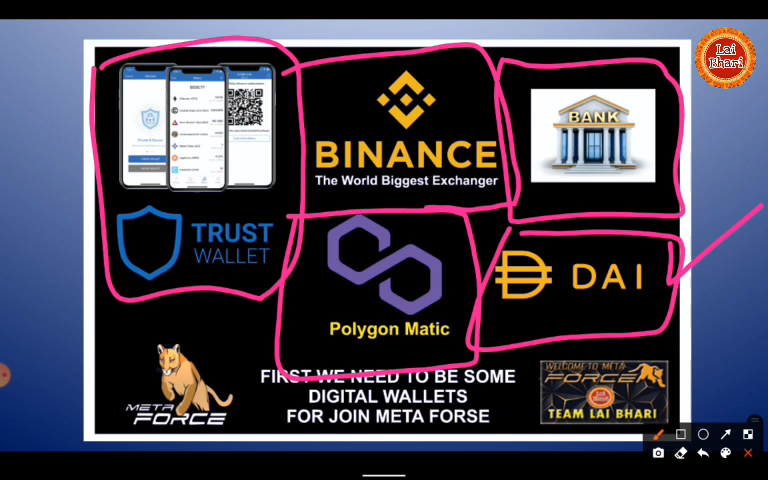 Lai
Khari
TRUST
WALLET
BINANCE
The World Biggest Exchanger
BANK
Polygon Matic
DAI
META
FORCE
FIRST WE NEED TO BE SOME
DIGITAL WALLETS
FOR JOIN META FORSE
WELCOME TO META
FORCE
TEAM LAI BHARI